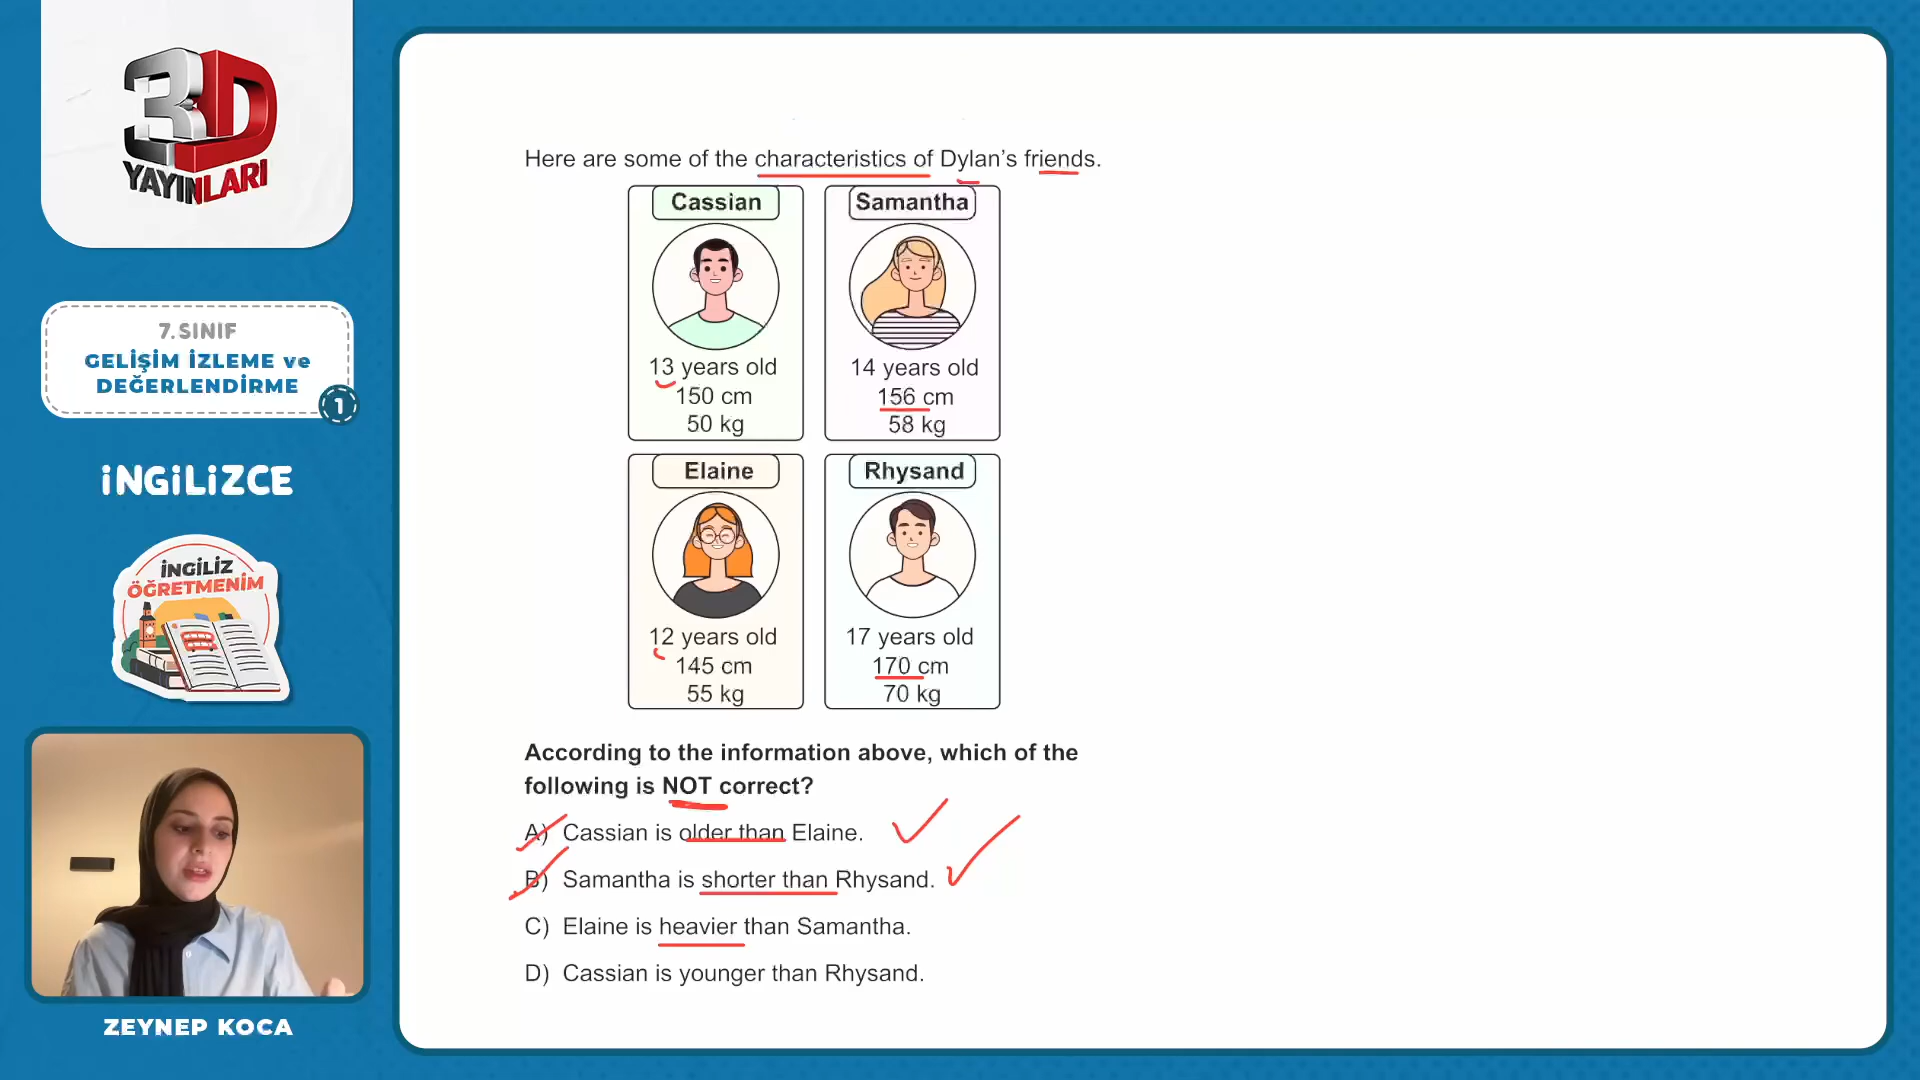 3D
YAYINLARI
7.SINIF
GELİŞİM İZLEME ve
DEĞERLENDİRME
1
İNGİLİZCE
İNGİLİZ
ÖĞRETMENİM
ZEYNEP KOCA
Here are some of the characteristics of Dylan’s friends.
Cassian
13 years old
150 cm
50 kg
Samantha
14 years old
156 cm
58 kg
Elaine
12 years old
145 cm
55 kg
Rhysand
17 years old
170 cm
70 kg
According to the information above, which of the
following is NOT correct?
A) Cassian is older than Elaine.
B) Samantha is shorter than Rhysand.
C) Elaine is heavier than Samantha.
D) Cassian is younger than Rhysand.